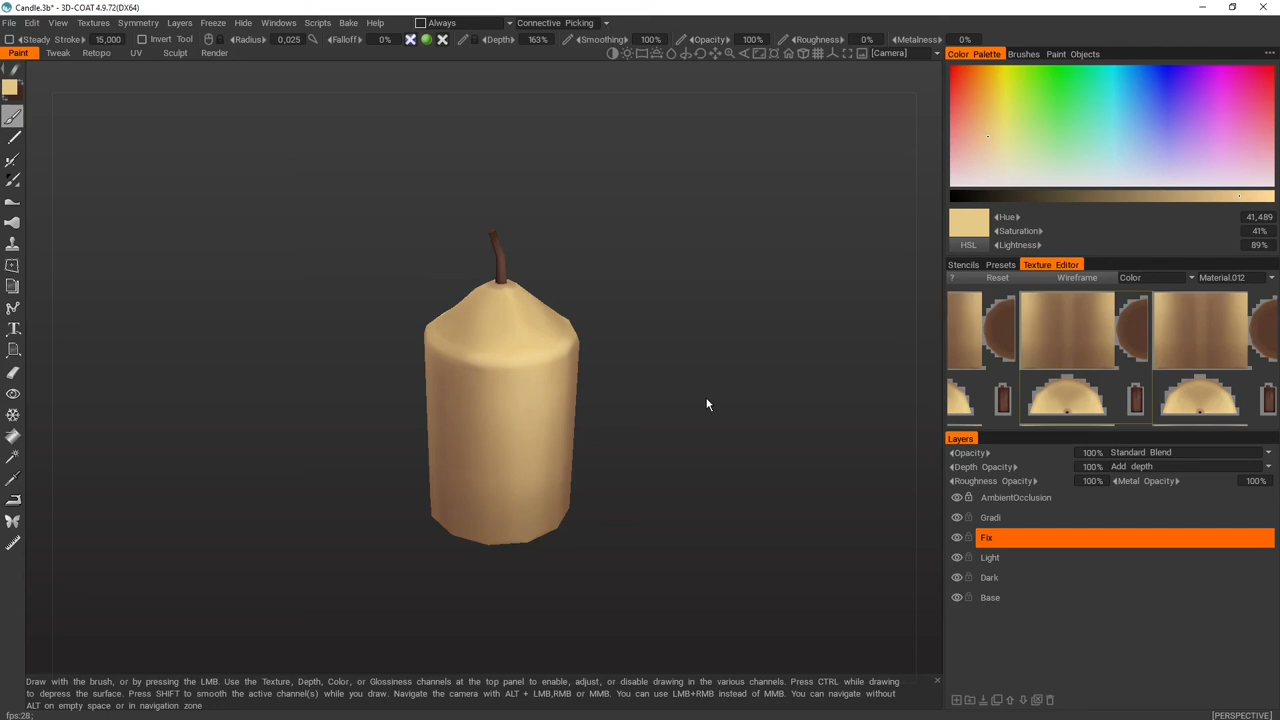 Candle.3b* - 3D-COAT 4.9.72(DX64)
File Edit View Textures Symmetry Layers Freeze Hide Windows Scripts Bake Help Always Connective Picking
Steady Stroke 15,000 Invert Tool Radius 0,025 Falloff 0% Depth 163% Smoothing 100% Opacity 100% Roughness 0% Metalness 0%
Paint Tweak Retopo UV Sculpt Render [Camera]
Color Palette Brushes Paint Objects
Hue 41,489
Saturation 41%
HSL Lightness 89%
Stencils Presets Texture Editor
? Reset Wireframe Color Material.012
Layers
Opacity 100% Standard Blend
Depth Opacity 100% Add depth
Roughness Opacity 100% Metal Opacity 100%
AmbientOcclusion
Gradi
Fix
Light
Dark
Base
Draw with the brush, or by pressing the LMB. Use the Texture, Depth, Color, or Glossiness channels at the top panel to enable, adjust, or disable drawing in the various channels. Press CTRL while drawing
to depress the surface. Press SHIFT to smooth the active channel(s) while you draw. Navigate the camera with ALT + LMB,RMB or MMB. You can use LMB+RMB instead of MMB. You can navigate without
ALT on empty space or in navigation zone
fps:28; [PERSPECTIVE]